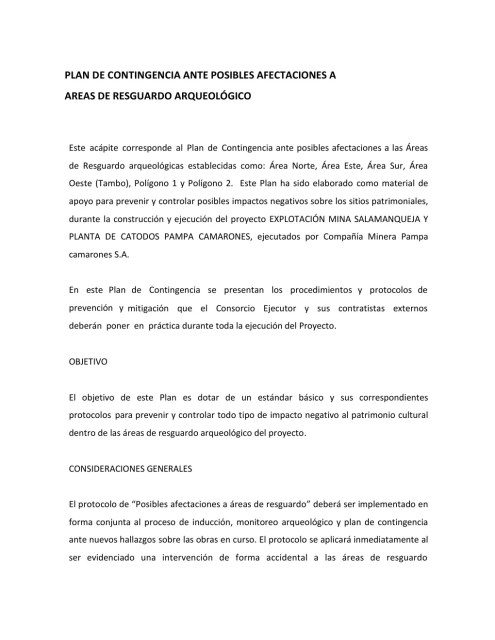 PLAN DE CONTINGENCIA ANTE POSIBLES AFECTACIONES A
AREAS DE RESGUARDO ARQUEOLÓGICO
Este acápite corresponde al Plan de Contingencia ante posibles afectaciones a las Áreas
de Resguardo arqueológicas establecidas como: Área Norte, Área Este, Área Sur, Área
Oeste (Tambo), Polígono 1 y Polígono 2. Este Plan ha sido elaborado como material de
apoyo para prevenir y controlar posibles impactos negativos sobre los sitios patrimoniales,
durante la construcción y ejecución del proyecto EXPLOTACIÓN MINA SALAMANQUEJA Y
PLANTA DE CATODOS PAMPA CAMARONES, ejecutados por Compañía Minera Pampa
camarones S.A.
En este Plan de Contingencia se presentan los procedimientos y protocolos de
prevención y mitigación que el Consorcio Ejecutor y sus contratistas externos
deberán poner en práctica durante toda la ejecución del Proyecto.
OBJETIVO
El objetivo de este Plan es dotar de un estándar básico y sus correspondientes
protocolos para prevenir y controlar todo tipo de impacto negativo al patrimonio cultural
dentro de las áreas de resguardo arqueológico del proyecto.
CONSIDERACIONES GENERALES
El protocolo de “Posibles afectaciones a áreas de resguardo” deberá ser implementado en
forma conjunta al proceso de inducción, monitoreo arqueológico y plan de contingencia
ante nuevos hallazgos sobre las obras en curso. El protocolo se aplicará inmediatamente al
ser evidenciado una intervención de forma accidental a las áreas de resguardo